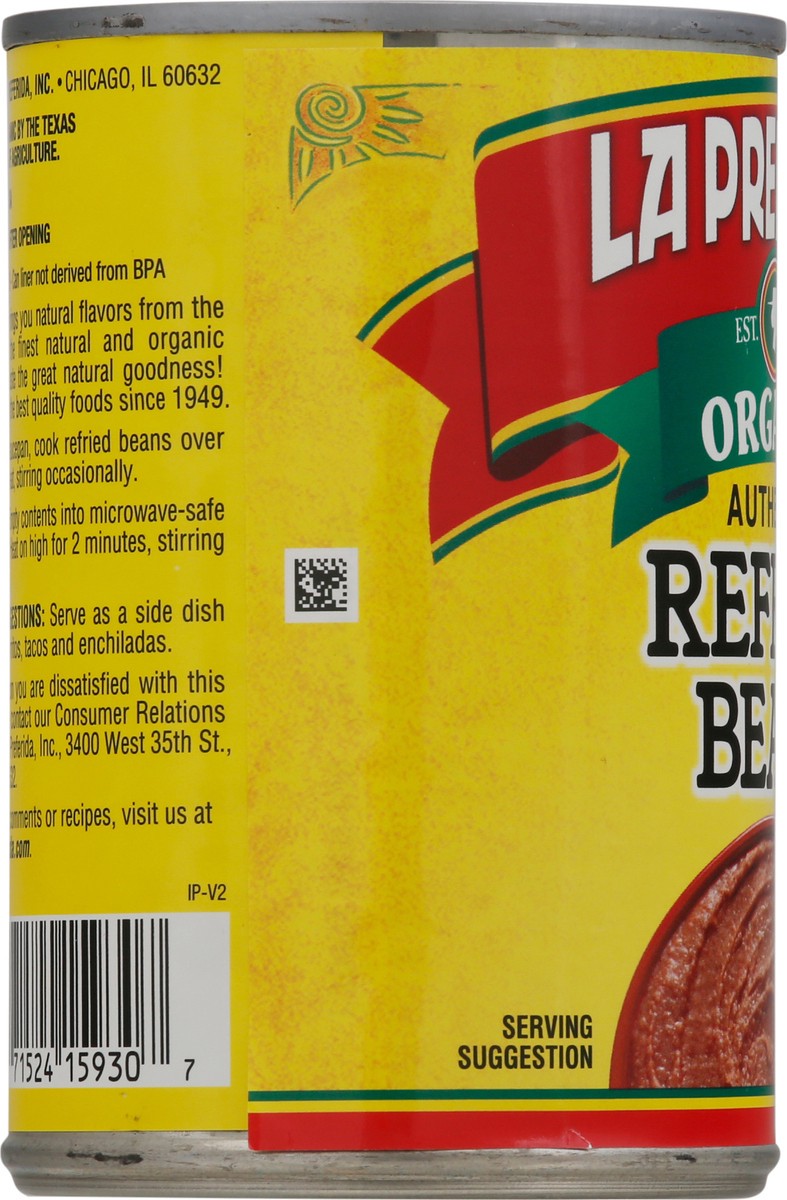 INC. • CHICAGO, IL 60632
BY THE TEXAS
AGRICULTURE.
OPENING
Can liner not derived from BPA
you natural flavors from the
finest natural and organic
the great natural goodness!
best quality foods since 1949.
cook refried beans over
stirring occasionally.
contents into microwave-safe
on high for 2 minutes, stirring
Serve as a side dish
tacos and enchiladas.
you are dissatisfied with this
our Consumer Relations
Inc., 3400 West 35th St.,
or recipes, visit us at
.com.
IP-V2
71524 15930 7
LA PRE
EST.
ORGA
AUTH
REF
BEA
SERVING
SUGGESTION